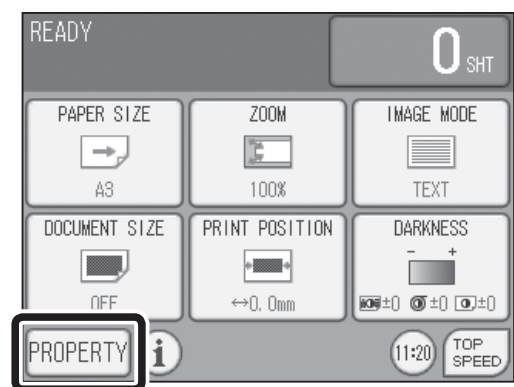 READY
0 SHT
PAPER SIZE
A3
ZOOM
100%
IMAGE MODE
TEXT
DOCUMENT SIZE
OFF
PRINT POSITION
↔0. 0mm
DARKNESS
- +
±0 ±0 ±0
PROPERTY
i
11:20
TOP
SPEED